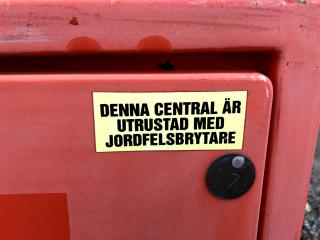 DENNA CENTRAL ÄR
UTRUSTAD MED
JORDFELSBRYTARE